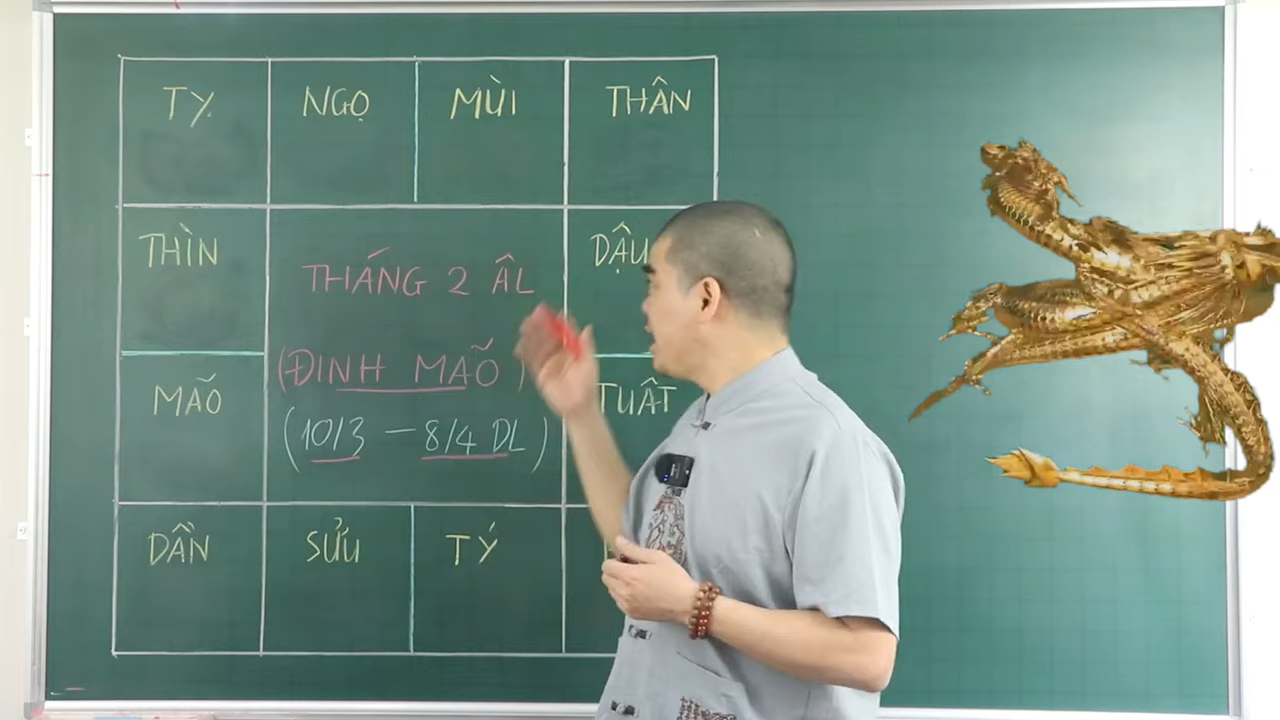 TỴ NGỌ MÙI THÂN
THÌN
DẬU
THÁNG 2 ÂL
(ĐINH MÃO)
MÃO
TUẤT
(10/3 — 8/4 DL)
DẦN SỬU TÝ